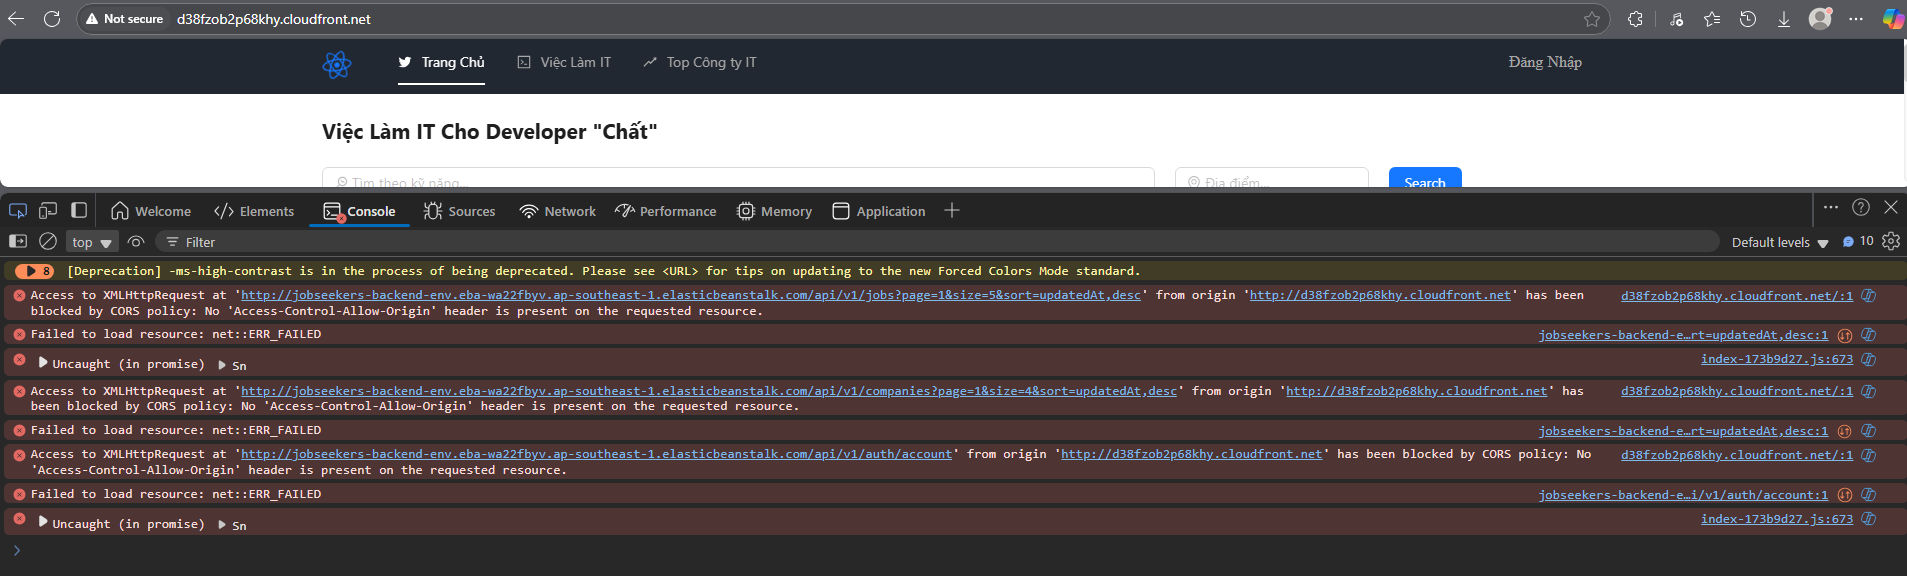 Not secure d38fzob2p68khy.cloudfront.net
Trang Chủ Việc Làm IT Top Công ty IT Đăng Nhập
Việc Làm IT Cho Developer "Chất"
Tìm theo kỹ năng... Địa điểm... Search
Welcome Elements Console Sources Network Performance Memory Application
top Filter Default levels 10
8 [Deprecation] -ms-high-contrast is in the process of being deprecated. Please see <URL> for tips on updating to the new Forced Colors Mode standard.
Access to XMLHttpRequest at 'http://jobseekers-backend-env.eba-wa22fbyv.ap-southeast-1.elasticbeanstalk.com/api/v1/jobs?page=1&size=5&sort=updatedAt,desc' from origin 'http://d38fzob2p68khy.cloudfront.net' has been d38fzob2p68khy.cloudfront.net/:1
blocked by CORS policy: No 'Access-Control-Allow-Origin' header is present on the requested resource.
Failed to load resource: net::ERR_FAILED jobseekers-backend-e…rt=updatedAt,desc:1
Uncaught (in promise) Sn index-173b9d27.js:673
Access to XMLHttpRequest at 'http://jobseekers-backend-env.eba-wa22fbyv.ap-southeast-1.elasticbeanstalk.com/api/v1/companies?page=1&size=4&sort=updatedAt,desc' from origin 'http://d38fzob2p68khy.cloudfront.net' has d38fzob2p68khy.cloudfront.net/:1
been blocked by CORS policy: No 'Access-Control-Allow-Origin' header is present on the requested resource.
Failed to load resource: net::ERR_FAILED jobseekers-backend-e…rt=updatedAt,desc:1
Access to XMLHttpRequest at 'http://jobseekers-backend-env.eba-wa22fbyv.ap-southeast-1.elasticbeanstalk.com/api/v1/auth/account' from origin 'http://d38fzob2p68khy.cloudfront.net' has been blocked by CORS policy: No d38fzob2p68khy.cloudfront.net/:1
'Access-Control-Allow-Origin' header is present on the requested resource.
Failed to load resource: net::ERR_FAILED jobseekers-backend-e…i/v1/auth/account:1
Uncaught (in promise) Sn index-173b9d27.js:673